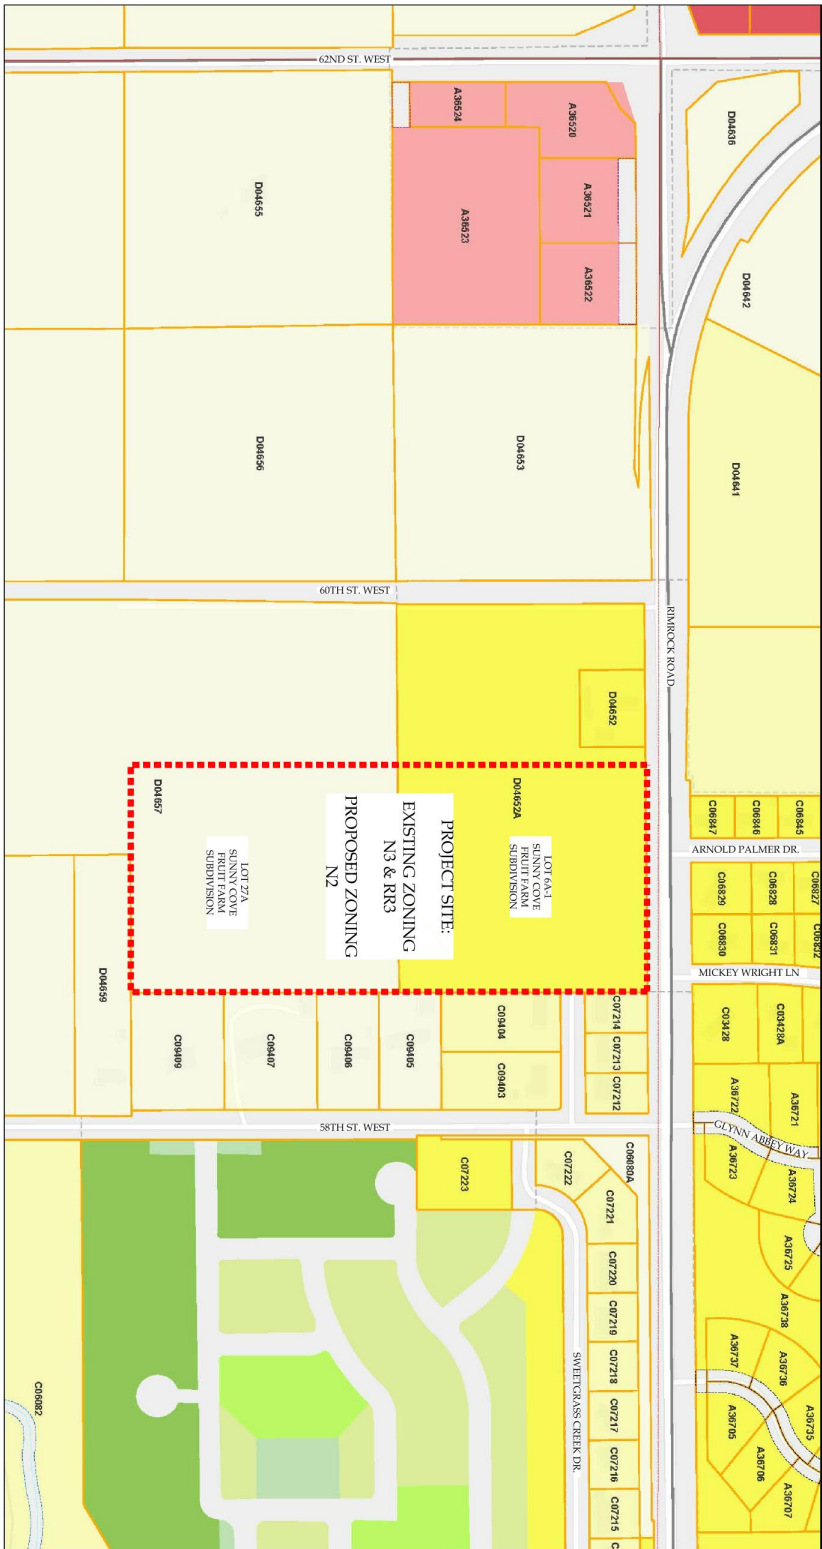 62ND ST. WEST
D04636
A36524
A36520
D04655
A36521
A36523
A36522
D04642
D04656
D04653
D04641
60TH ST. WEST
RIMROCK ROAD
D04652
D04657
D04652A
C06847
C06846
C06845
PROJECT SITE:
EXISTING ZONING
N3 & RR3
PROPOSED ZONING
N2
LOT 6A-1
SUNNY COVE
FRUIT FARM
SUBDIVISION
LOT 27A
SUNNY COVE
FRUIT FARM
SUBDIVISION
ARNOLD PALMER DR.
C06829
C06828
C06827
C06830
C06831
C06832
MICKEY WRIGHT LN
D04659
C09409
C09407
C09406
C09405
C09404
C09403
C07214
C07213
C07212
C03428
C03428A
A36722
A36721
58TH ST. WEST
GLYNN ABBEY WAY
A36723
A36724
C07223
C07222
C06080A
C07221
A36725
C07220
A36738
C07219
A36737
A36736
C07218
SWEETGRASS CREEK DR.
C06082
C07217
A36705
A36735
C07216
A36706
A36707
C07215
C